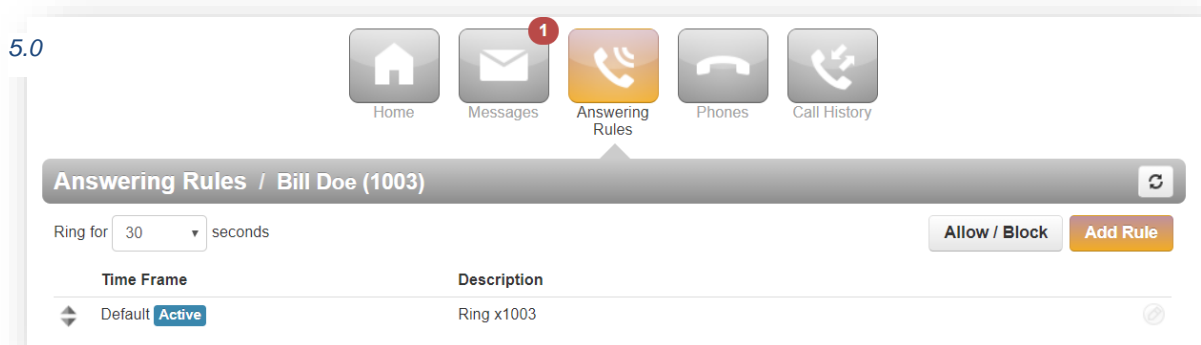 5.0
1
Home
Messages
Answering
Rules
Phones
Call History
Answering Rules / Bill Doe (1003)
Ring for 30 seconds
Allow / Block
Add Rule
Time Frame
Description
Default Active
Ring x1003